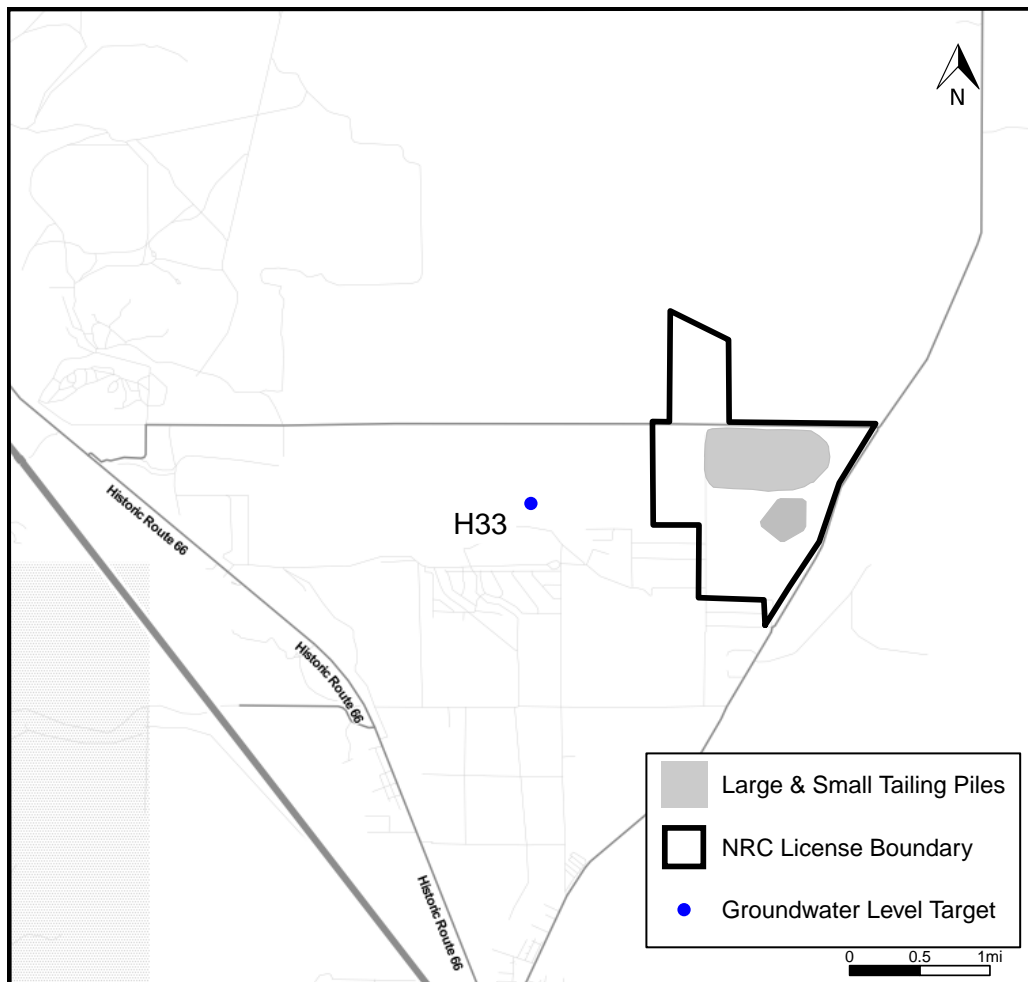 N
Historic Route 66
H33
Historic Route 66
Historic Route 66
Large & Small Tailing Piles
NRC License Boundary
Groundwater Level Target
0 0.5 1mi